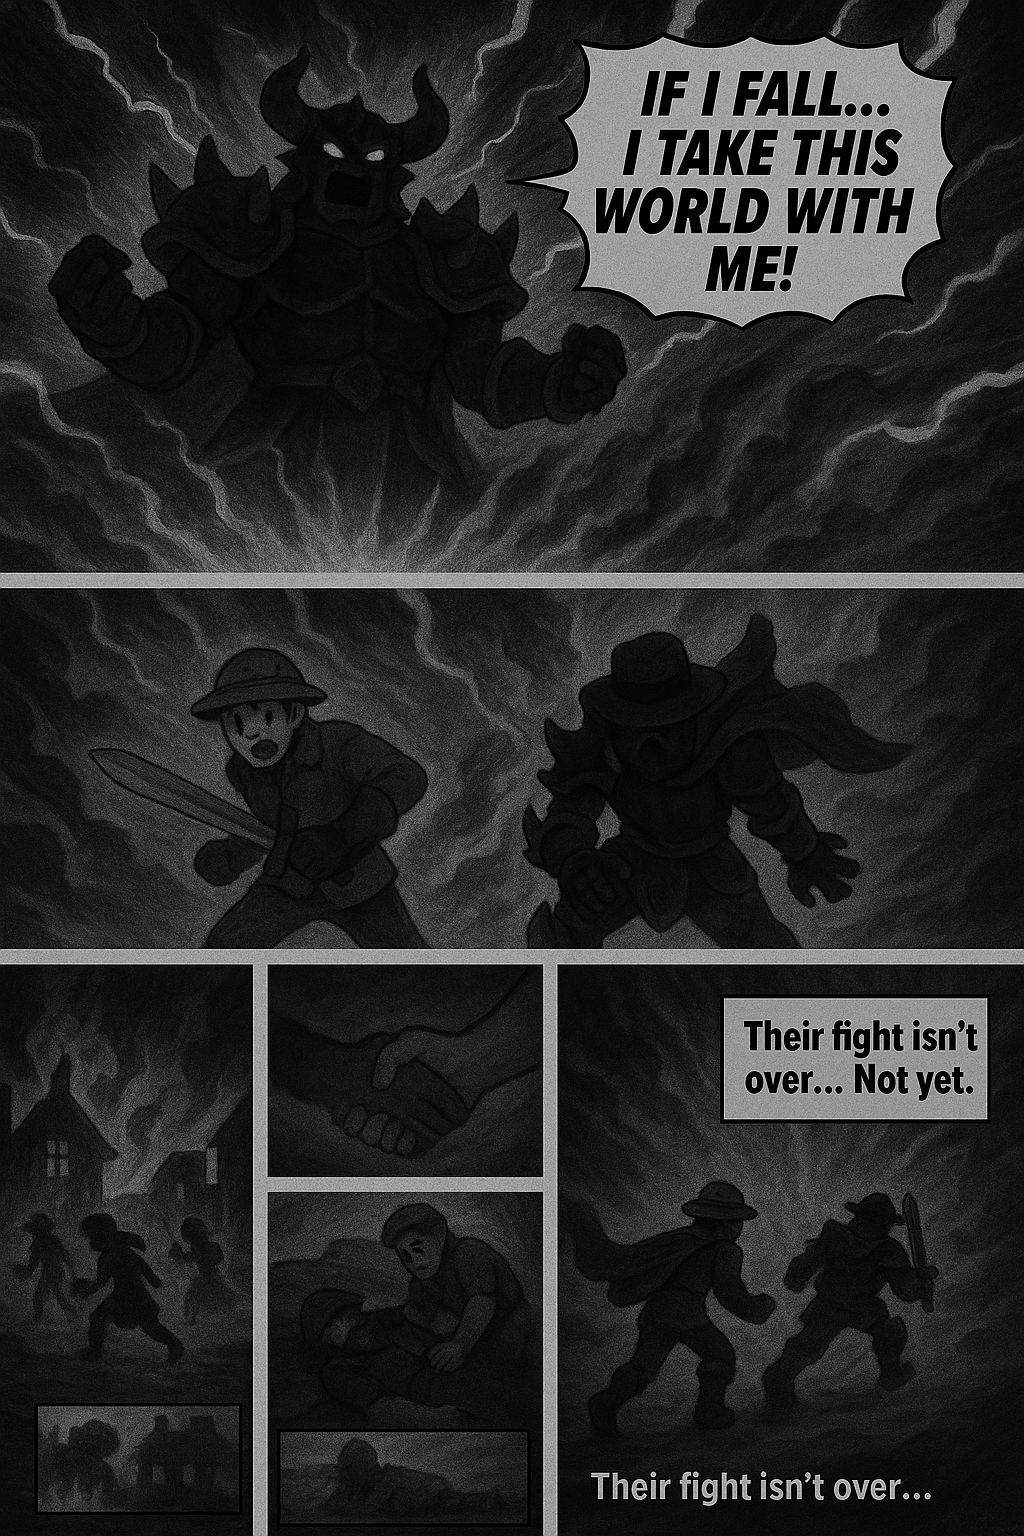 IF I FALL...
I TAKE THIS
WORLD WITH
ME!
Their fight isn't
over... Not yet.
Their fight isn't over...